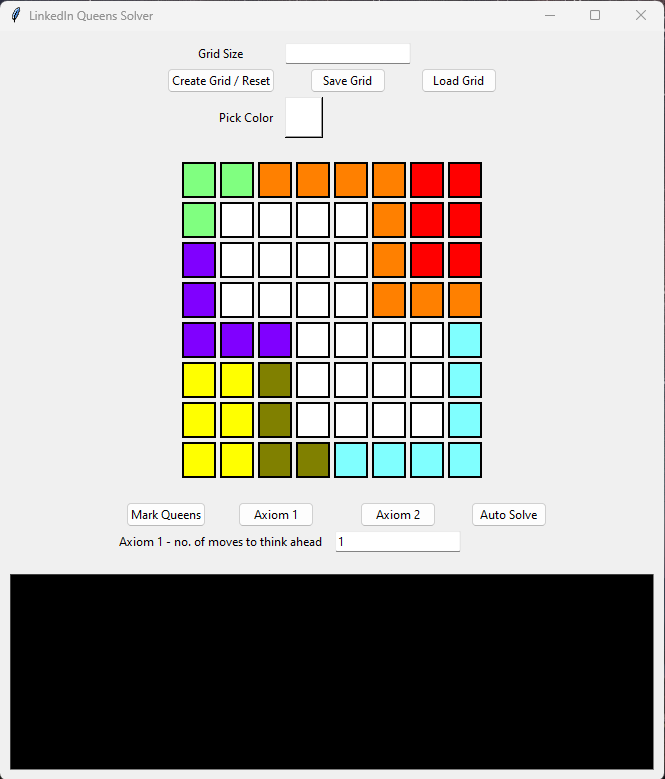 LinkedIn Queens Solver
Grid Size
Create Grid / Reset Save Grid Load Grid
Pick Color
Mark Queens Axiom 1 Axiom 2 Auto Solve
Axiom 1 - no. of moves to think ahead 1